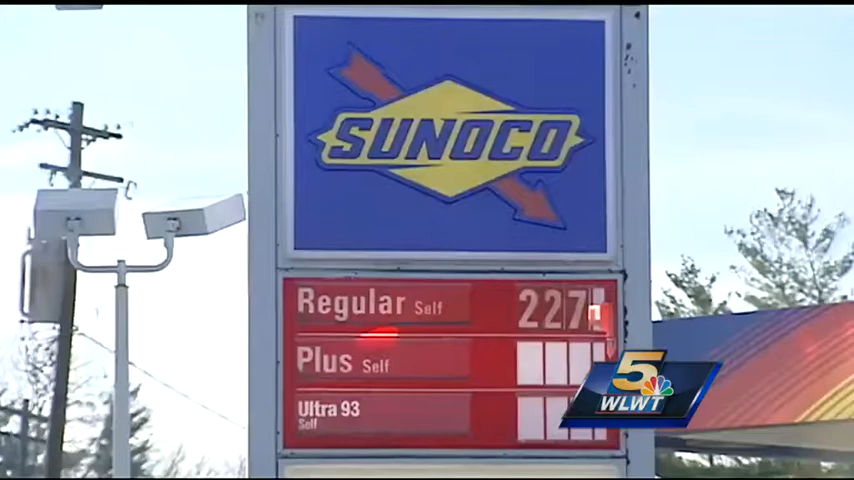 SUNOCO
Regular Self 227
Plus Self
Ultra 93
Self
5
WLWT